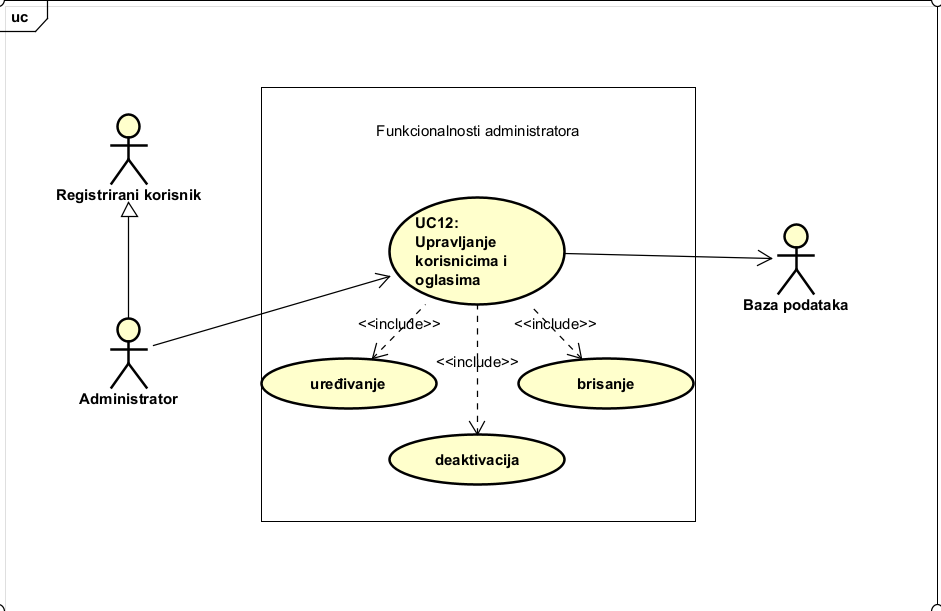 uc
Funkcionalnosti administratora
Registrirani korisnik
UC12:
Upravljanje
korisnicima i
oglasima
Baza podataka
<<include>>
<<include>>
<<include>>
Administrator
uređivanje
brisanje
deaktivacija